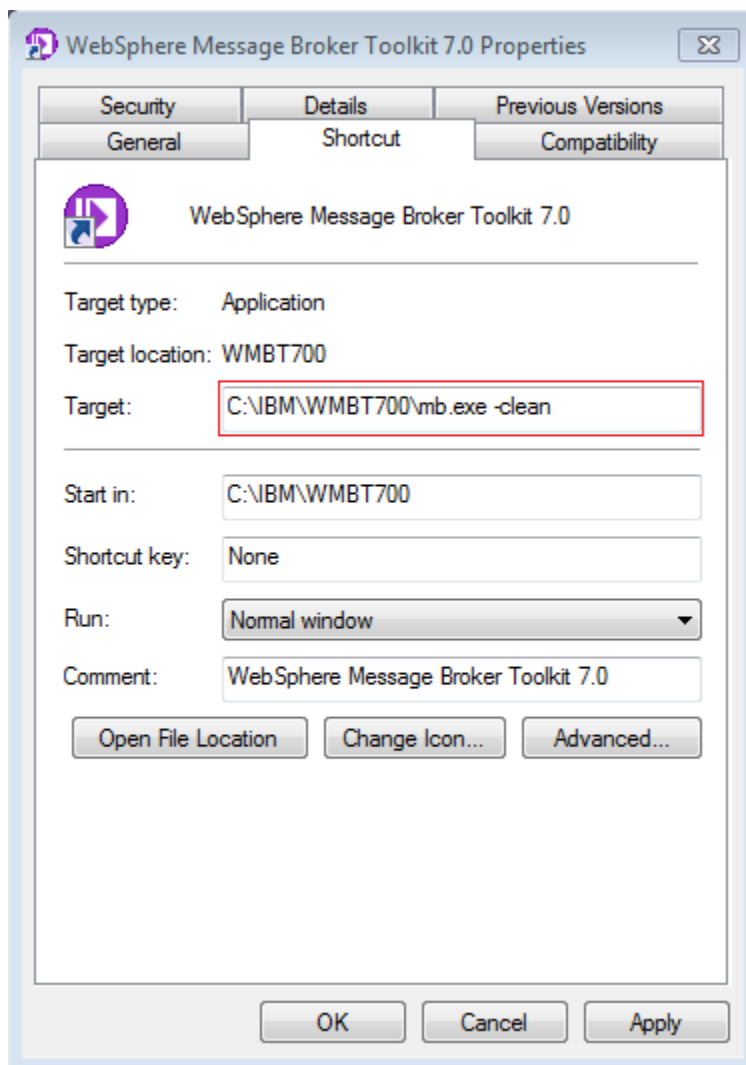 WebSphere Message Broker Toolkit 7.0 Properties
Security Details Previous Versions
General Shortcut Compatibility
WebSphere Message Broker Toolkit 7.0
Target type: Application
Target location: WMBT700
Target: C:\IBM\WMBT700\mb.exe -clean
Start in: C:\IBM\WMBT700
Shortcut key: None
Run: Normal window
Comment: WebSphere Message Broker Toolkit 7.0
Open File Location Change Icon... Advanced...
OK Cancel Apply